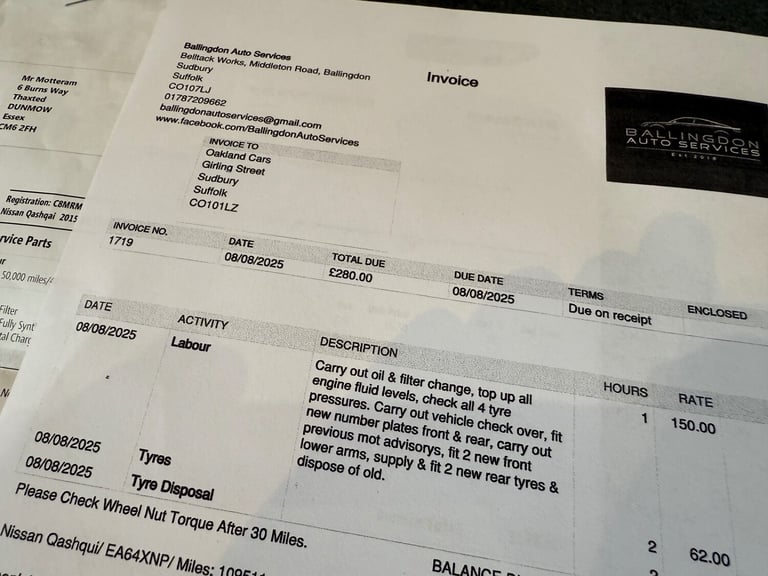 Mr Motteram
6 Burns Way
Thaxted
DUNMOW
Essex
CM6 2FH
Registration: C8MRM
Nissan Qashqai 2015
rvice Parts
50,000 miles/
Filter
Fully Synt
tal Charg
Ballingdon Auto Services
Belltack Works, Middleton Road, Ballingdon
Sudbury
Suffolk
CO107LJ
01787209662
ballingdonautoservices@gmail.com
www.facebook.com/BallingdonAutoServices
Invoice
BALLINGDON
AUTO SERVICES
Est 2018
INVOICE TO
Oakland Cars
Girling Street
Sudbury
Suffolk
CO101LZ
INVOICE NO. DATE TOTAL DUE DUE DATE TERMS ENCLOSED
1719 08/08/2025 £280.00 08/08/2025 Due on receipt
DATE ACTIVITY DESCRIPTION HOURS RATE
08/08/2025 Labour Carry out oil & filter change, top up all 1 150.00
engine fluid levels, check all 4 tyre
pressures. Carry out vehicle check over, fit
new number plates front & rear, carry out
previous mot advisorys, fit 2 new front
lower arms, supply & fit 2 new rear tyres &
dispose of old.
08/08/2025 Tyres 2 62.00
08/08/2025 Tyre Disposal
Please Check Wheel Nut Torque After 30 Miles.
Nissan Qashqui/ EA64XNP/ Miles: 10951
BALANCE